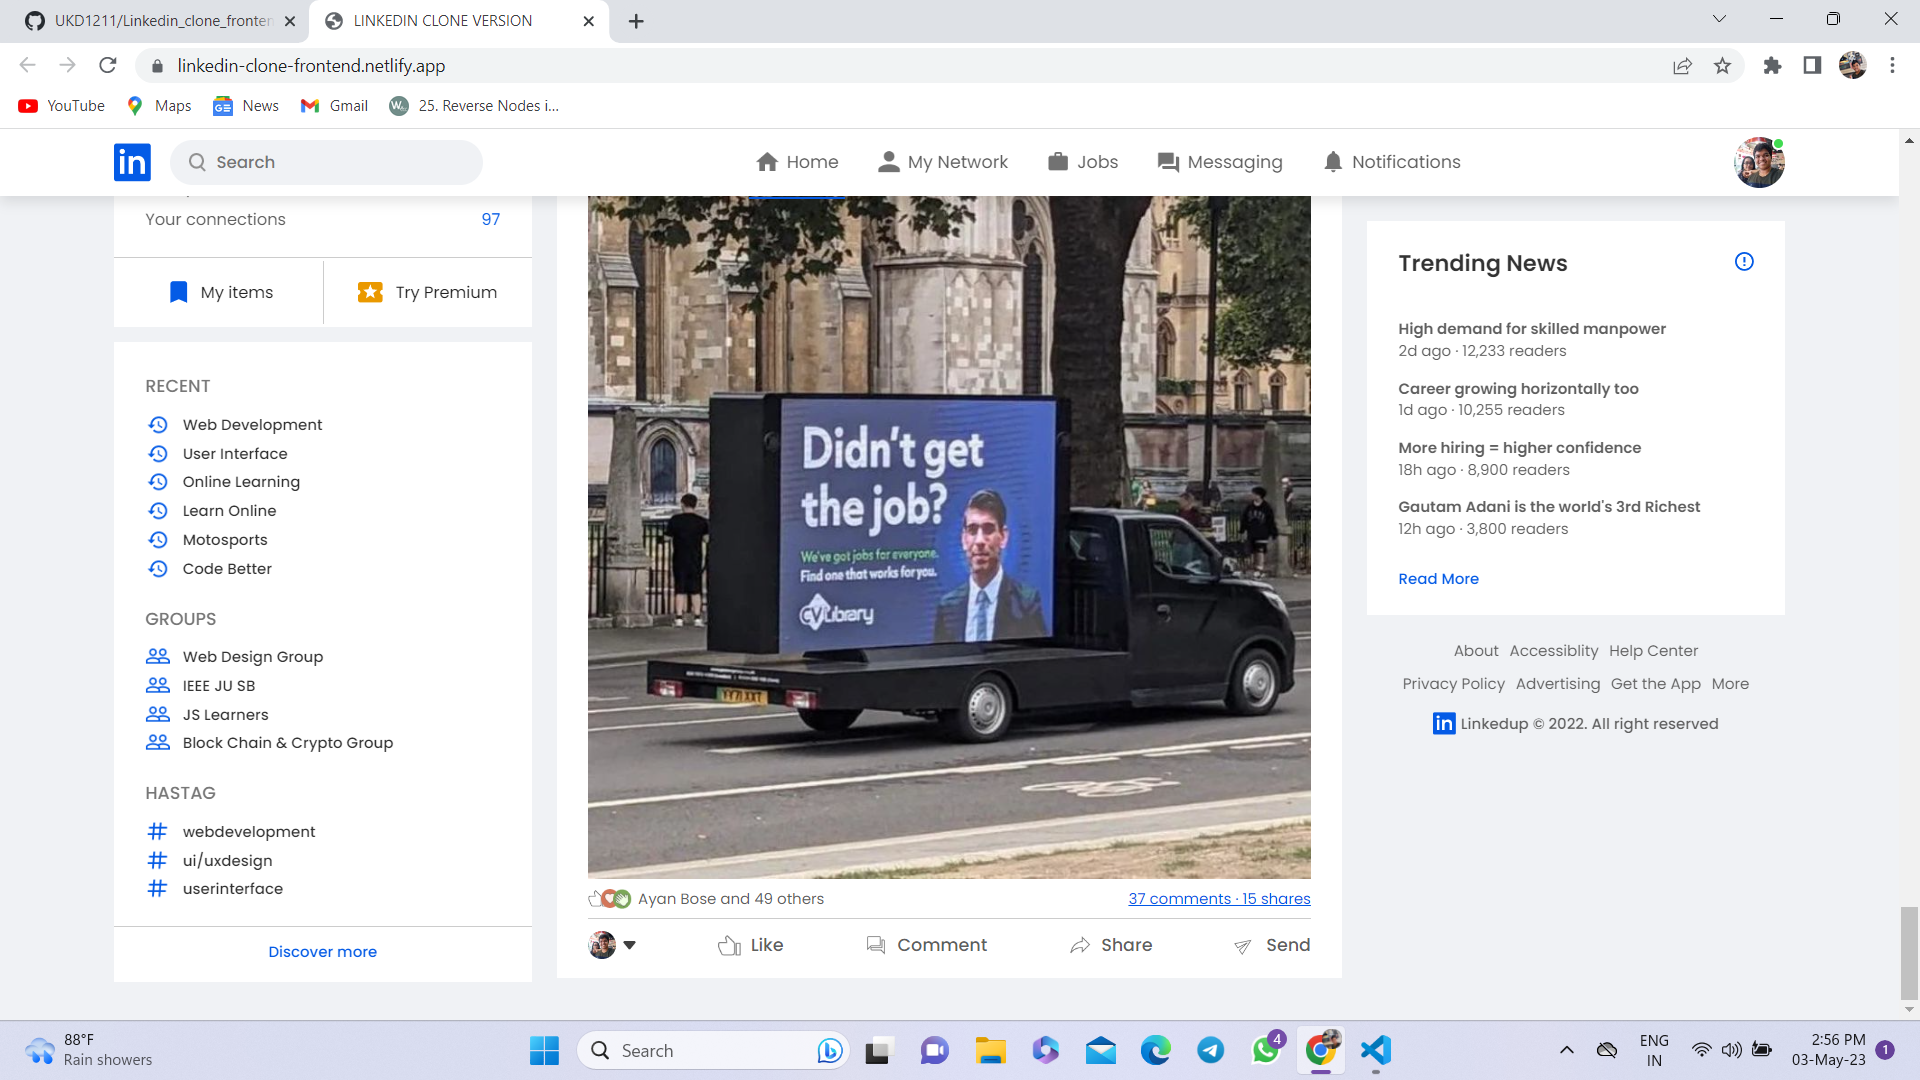 UKD1211/Linkedin_clone_fronten
LINKEDIN CLONE VERSION
linkedin-clone-frontend.netlify.app
YouTube
Maps
News
Gmail
25. Reverse Nodes i...
in
Search
Home
My Network
Jobs
Messaging
Notifications
Your connections
97
My items
Try Premium
RECENT
Web Development
User Interface
Online Learning
Learn Online
Motosports
Code Better
GROUPS
Web Design Group
IEEE JU SB
JS Learners
Block Chain & Crypto Group
HASTAG
# webdevelopment
# ui/uxdesign
# userinterface
Discover more
Didn't get
the job?
We've got jobs for everyone.
Find one that works for you.
CVLibrary
Ayan Bose and 49 others
37 comments · 15 shares
Like
Comment
Share
Send
Trending News
High demand for skilled manpower
2d ago · 12,233 readers
Career growing horizontally too
1d ago · 10,255 readers
More hiring = higher confidence
18h ago · 8,900 readers
Gautam Adani is the world's 3rd Richest
12h ago · 3,800 readers
Read More
About Accessiblity Help Center
Privacy Policy Advertising Get the App More
in Linkedup © 2022. All right reserved
88°F
Rain showers
Search
4
ENG
IN
2:56 PM
03-May-23
1